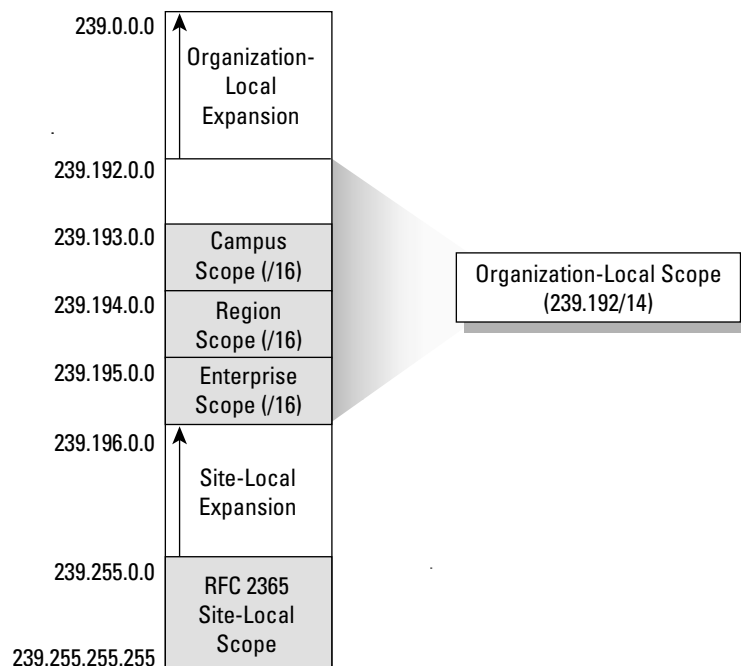 239.0.0.0
Organization-
Local
Expansion
239.192.0.0
239.193.0.0
Campus
Scope (/16)
239.194.0.0
Region
Scope (/16)
239.195.0.0
Enterprise
Scope (/16)
239.196.0.0
Site-Local
Expansion
239.255.0.0
RFC 2365
Site-Local
Scope
239.255.255.255
Organization-Local Scope
(239.192/14)